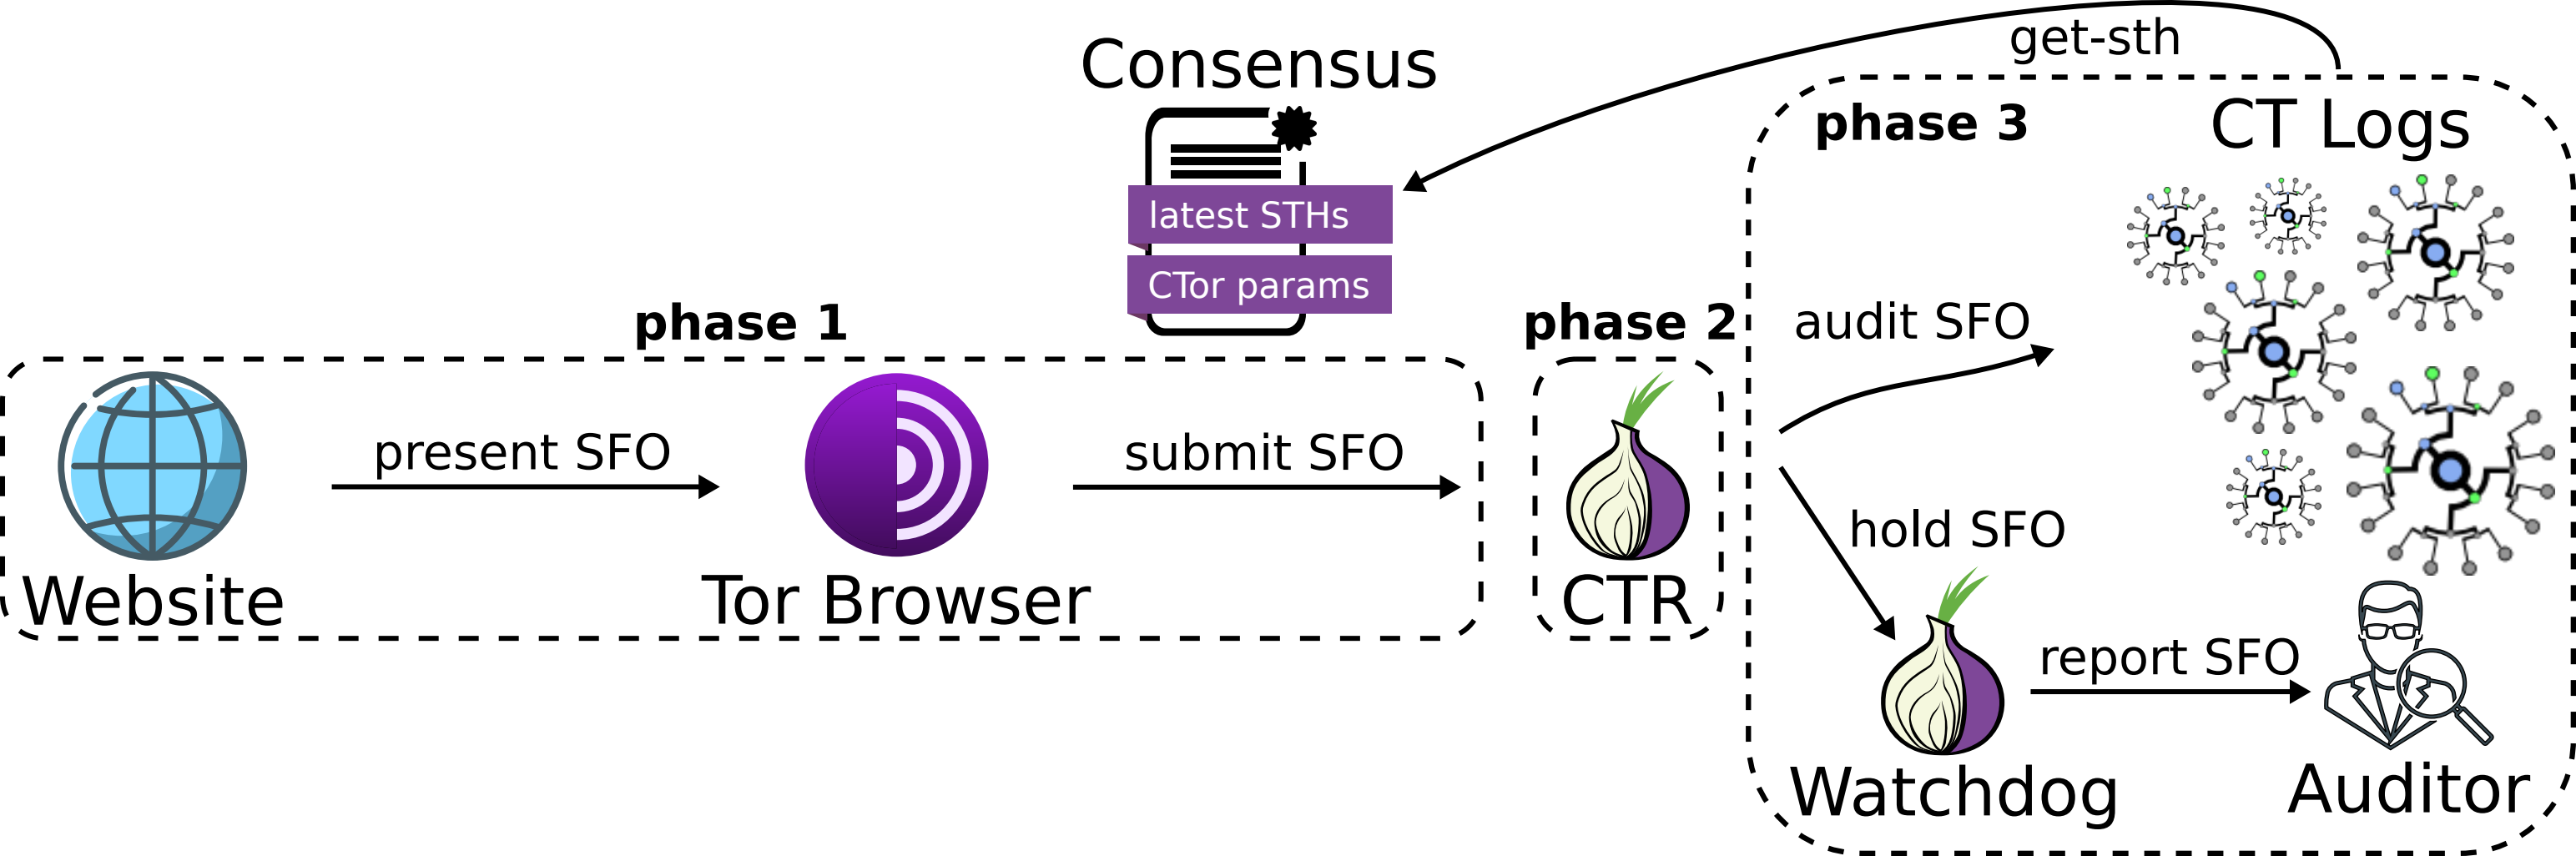 get-sth
Consensus
latest STHs
CTor params
phase 1
present SFO
submit SFO
Website
Tor Browser
phase 2
CTR
phase 3
CT Logs
audit SFO
hold SFO
report SFO
Watchdog
Auditor